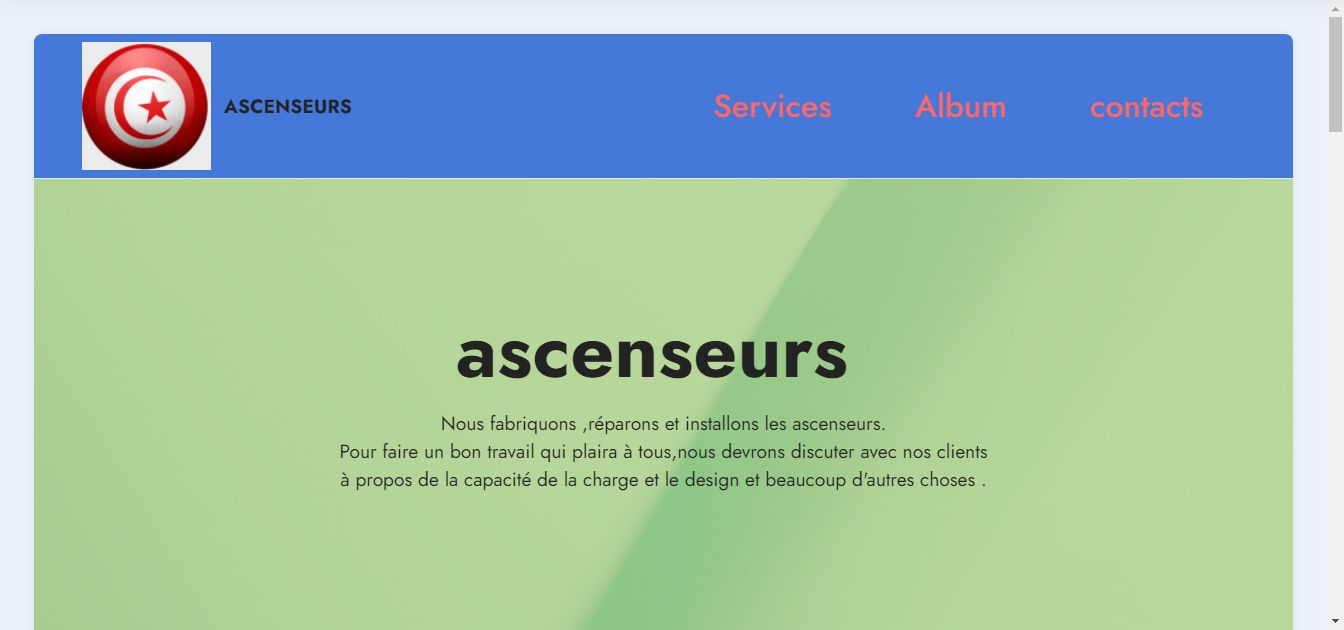 ASCENSEURS
Services
Album
contacts
ascenseurs
Nous fabriquons ,réparons et installons les ascenseurs.
Pour faire un bon travail qui plaira à tous,nous devrons discuter avec nos clients
à propos de la capacité de la charge et le design et beaucoup d'autres choses .